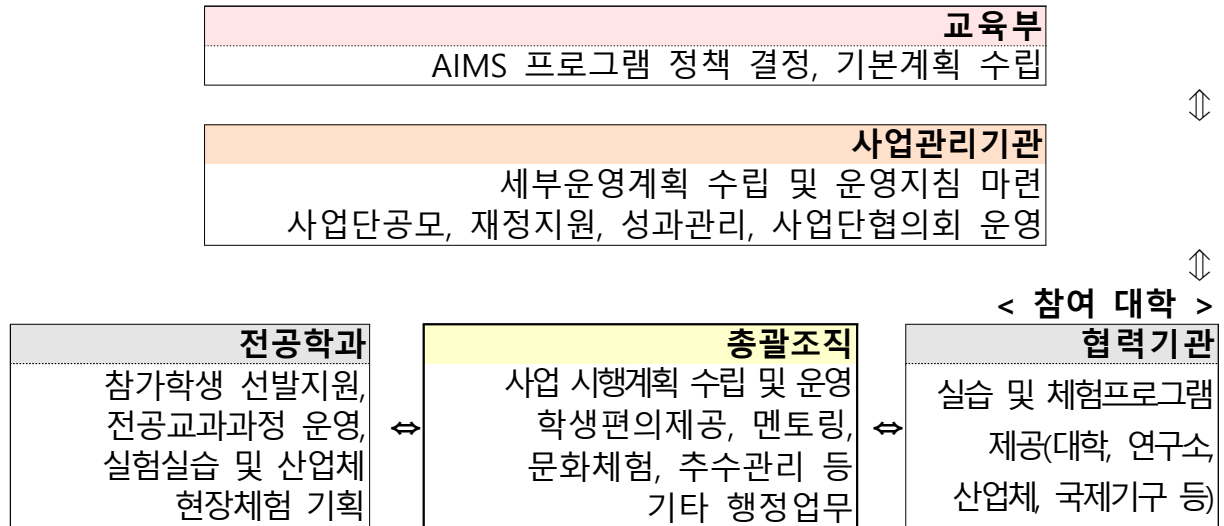 교육부
AIMS 프로그램 정책 결정, 기본계획 수립
⇕
사업관리기관
세부운영계획 수립 및 운영지침 마련
사업단공모, 재정지원, 성과관리, 사업단협의회 운영
⇕
< 참여 대학 >
전공학과
참가학생 선발지원,
전공교과과정 운영,
실험실습 및 산업체
현장체험 기획
⇔
총괄조직
사업 시행계획 수립 및 운영
학생편의제공, 멘토링,
문화체험, 추수관리 등
기타 행정업무
⇔
협력기관
실습 및 체험프로그램
제공(대학, 연구소,
산업체, 국제기구 등)